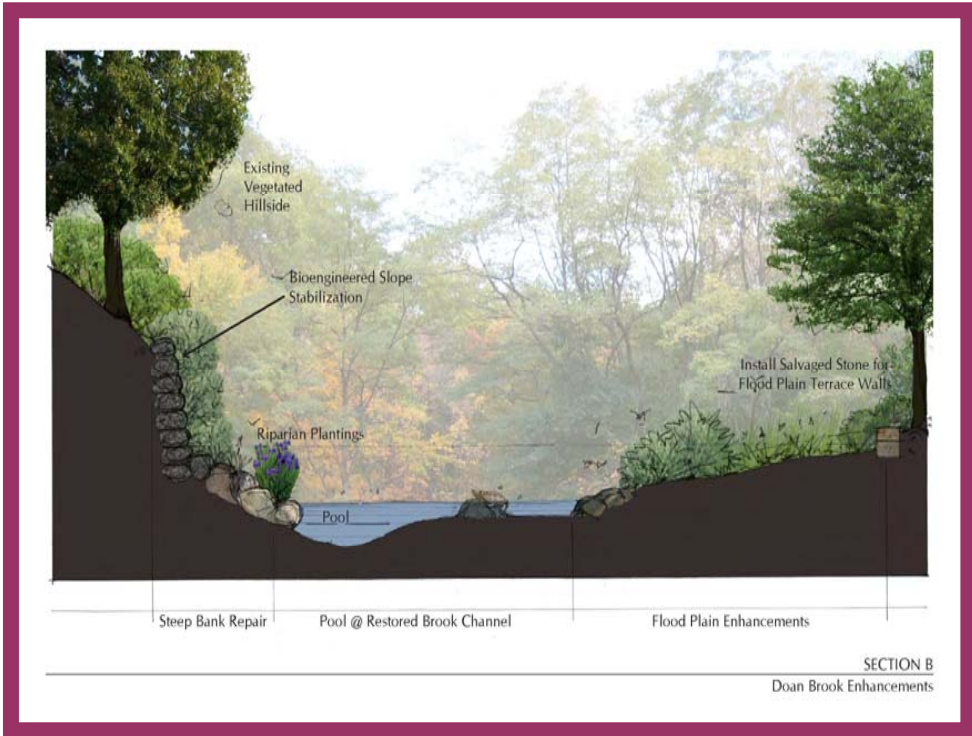 Existing
Vegetated
Hillside
Bioengineered Slope
Stabilization
Install Salvaged Stone for
Flood Plain Terrace Walls
Riparian Plantings
Pool
Steep Bank Repair
Pool @ Restored Brook Channel
Flood Plain Enhancements
SECTION B
Doan Brook Enhancements